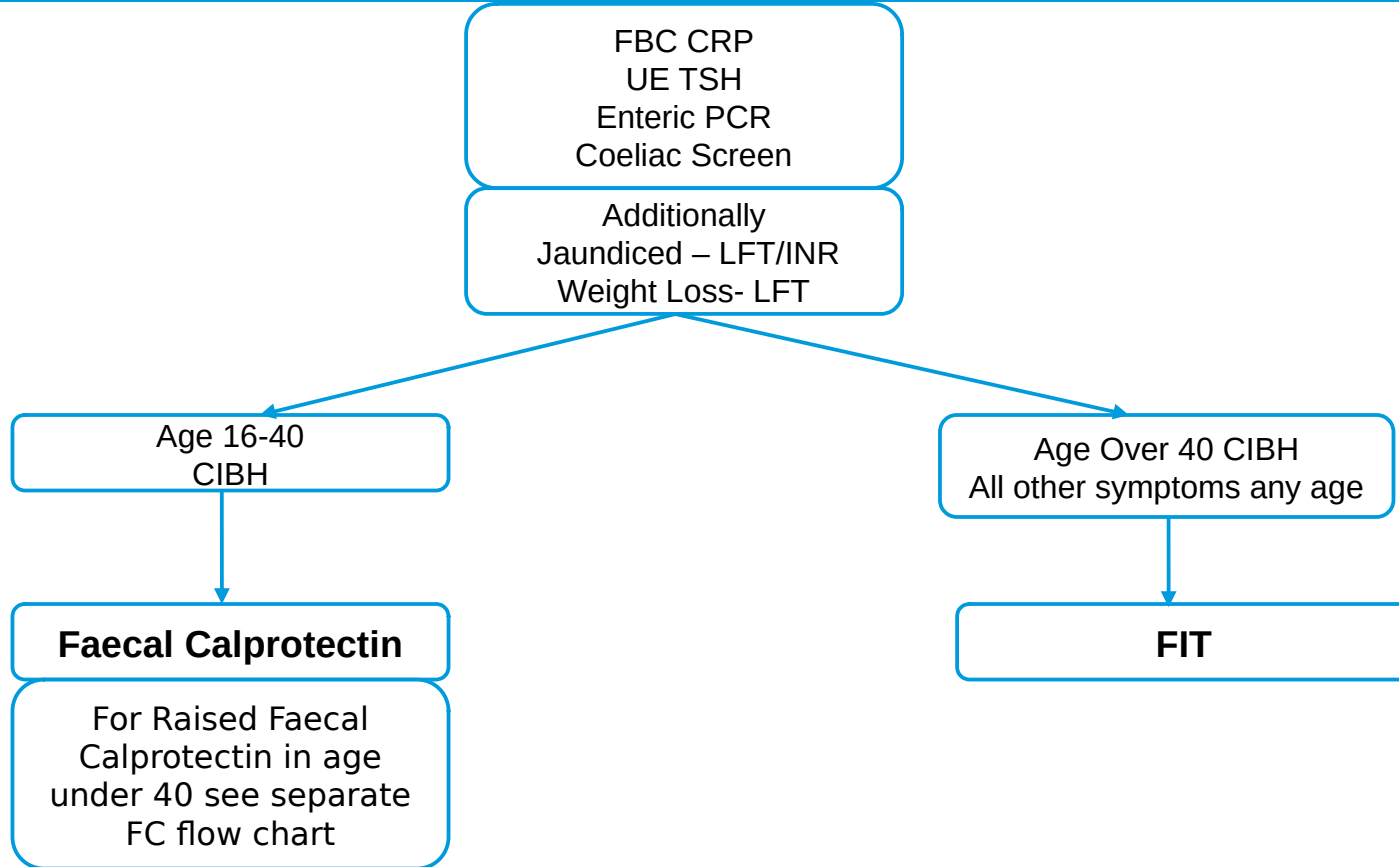 FBC CRP
UE TSH
Enteric PCR
Coeliac Screen
Additionally
Jaundiced – LFT/INR
Weight Loss- LFT
Age 16-40
CIBH
Age Over 40 CIBH
All other symptoms any age
Faecal Calprotectin
FIT
For Raised Faecal
Calprotectin in age
under 40 see separate
FC flow chart